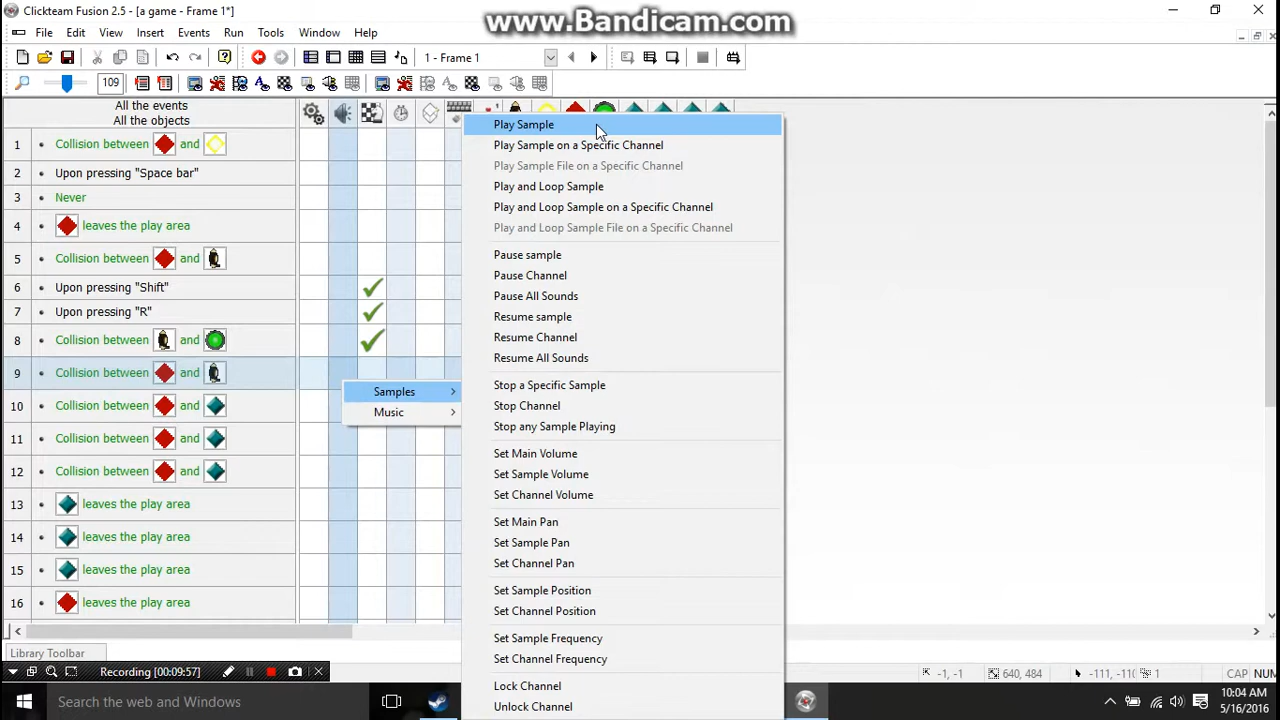 Clickteam Fusion 2.5 - [a game - Frame 1*]
www.Bandicam.com
File Edit View Insert Events Run Tools Window Help
1 - Frame 1
109
All the events
All the objects
1 Collision between and
2 Upon pressing "Space bar"
3 Never
4 leaves the play area
5 Collision between and
6 Upon pressing "Shift"
7 Upon pressing "R"
8 Collision between and
9 Collision between and
10 Collision between and
11 Collision between and
12 Collision between and
13 leaves the play area
14 leaves the play area
15 leaves the play area
16 leaves the play area
Samples
Music
Play Sample
Play Sample on a Specific Channel
Play Sample File on a Specific Channel
Play and Loop Sample
Play and Loop Sample on a Specific Channel
Play and Loop Sample File on a Specific Channel
Pause sample
Pause Channel
Pause All Sounds
Resume sample
Resume Channel
Resume All Sounds
Stop a Specific Sample
Stop Channel
Stop any Sample Playing
Set Main Volume
Set Sample Volume
Set Channel Volume
Set Main Pan
Set Sample Pan
Set Channel Pan
Set Sample Position
Set Channel Position
Set Sample Frequency
Set Channel Frequency
Lock Channel
Unlock Channel
Library Toolbar
Recording [00:09:57]
-1, -1 640, 484 -111, -110 1 CAP NUM
Search the web and Windows
10:04 AM
5/16/2016